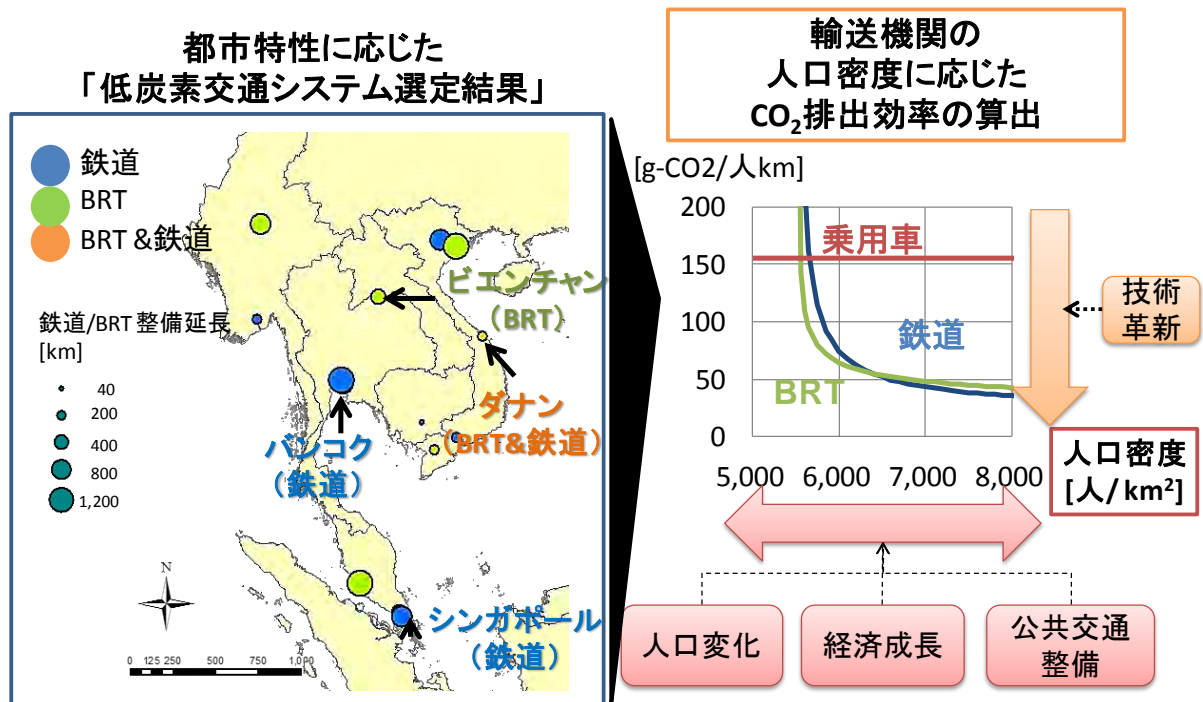 都市特性に応じた
「低炭素交通システム選定結果」
鉄道
BRT
BRT &鉄道
鉄道/BRT 整備延長
[km]
40
200
400
800
1,200
ビエンチャン
（BRT）
ダナン
（BRT&鉄道）
バンコク
（鉄道）
シンガポール
（鉄道）
N
0 125 250 500 750 1,000
輸送機関の
人口密度に応じた
CO₂排出効率の算出
[g-CO2/人km]
200
150
100
50
0
乗用車
鉄道
BRT
5,000 6,000 7,000 8,000
技術
革新
人口密度
[人/km²]
人口変化
経済成長
公共交通
整備